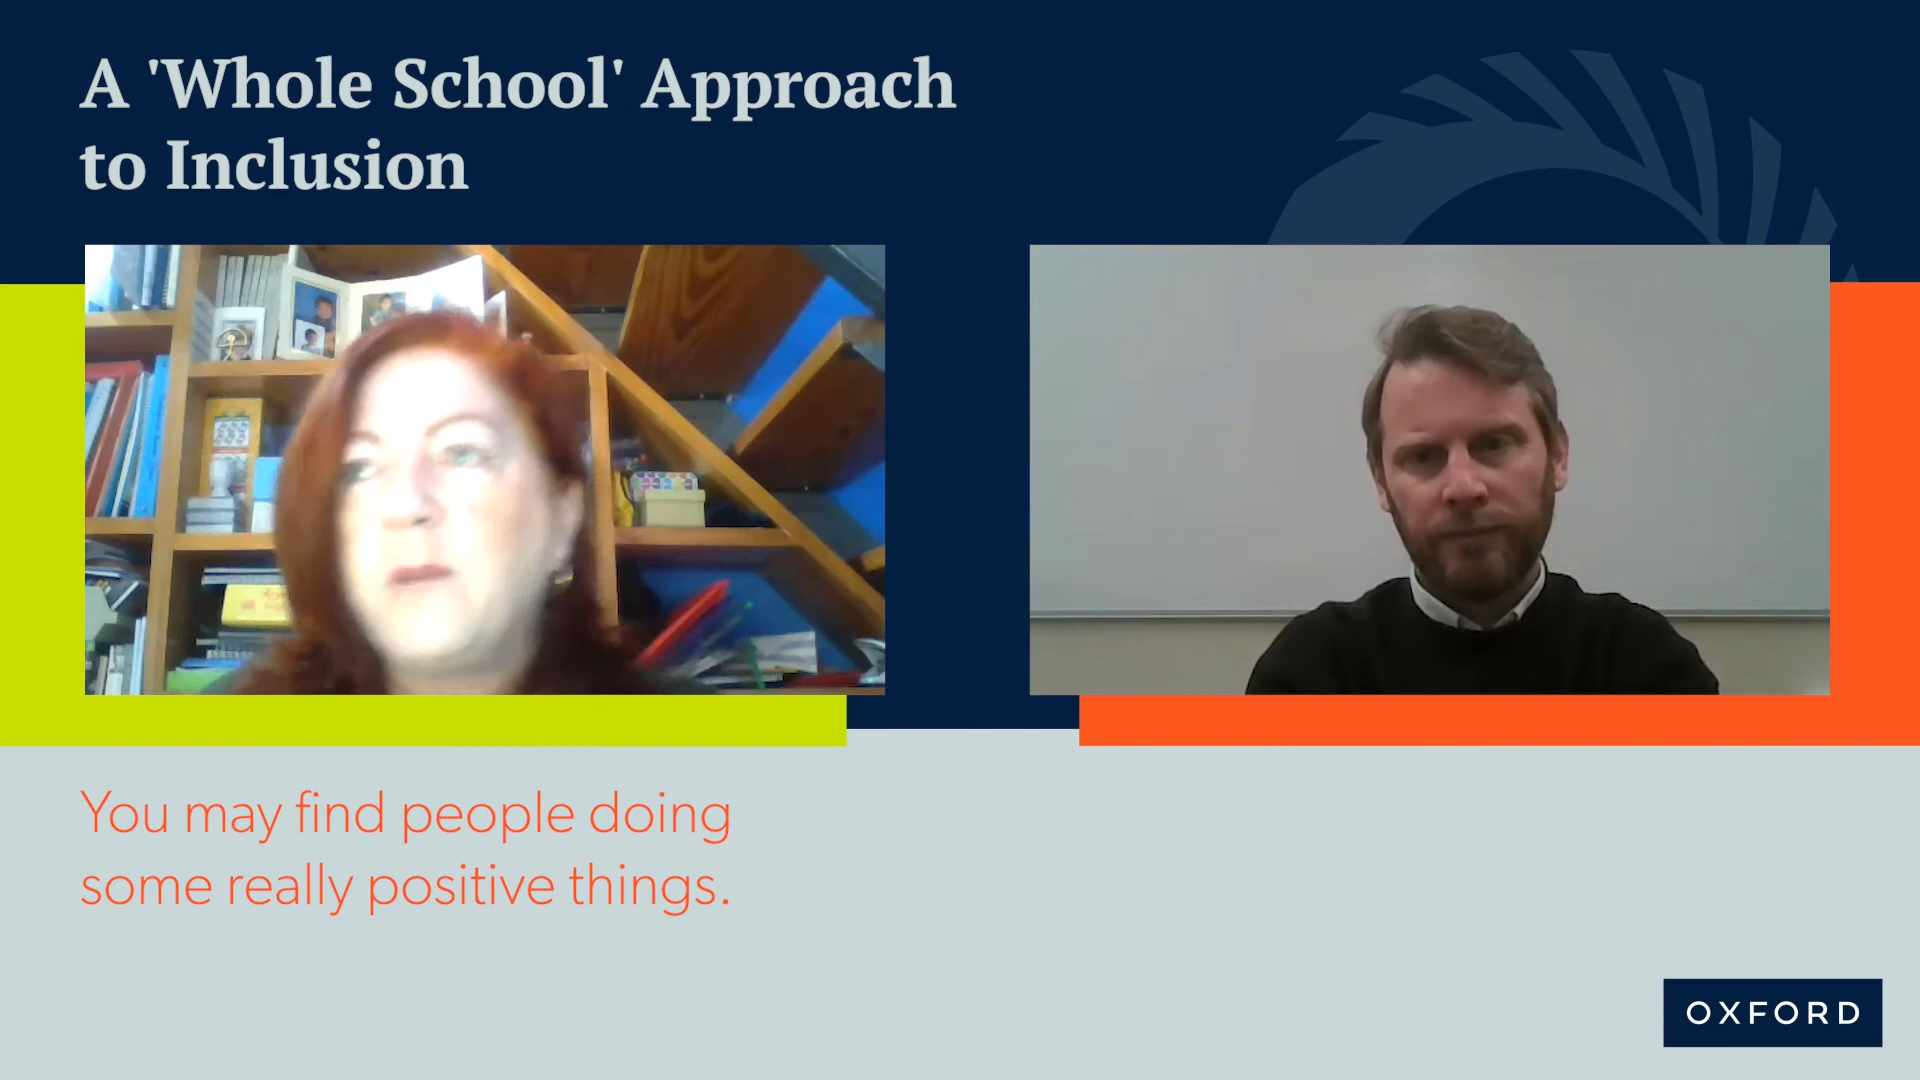 A 'Whole School' Approach
to Inclusion
You may find people doing
some really positive things.
OXFORD